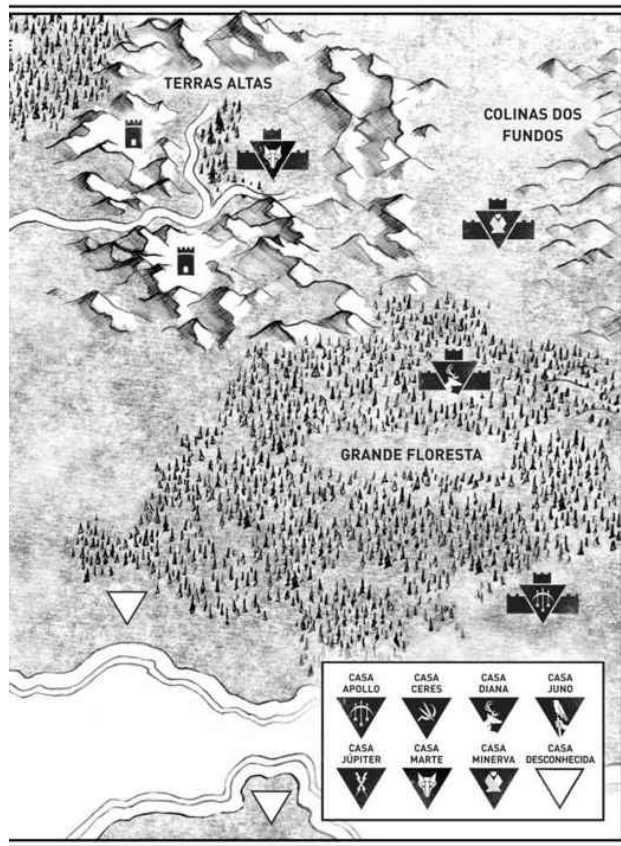 TERRAS ALTAS
COLINAS DOS
FUNDOS
GRANDE FLORESTA
CASA
APOLLO
CASA
CERES
CASA
DIANA
CASA
JUNO
CASA
JÚPITER
CASA
MARTE
CASA
MINERVA
CASA
DESCONHECIDA